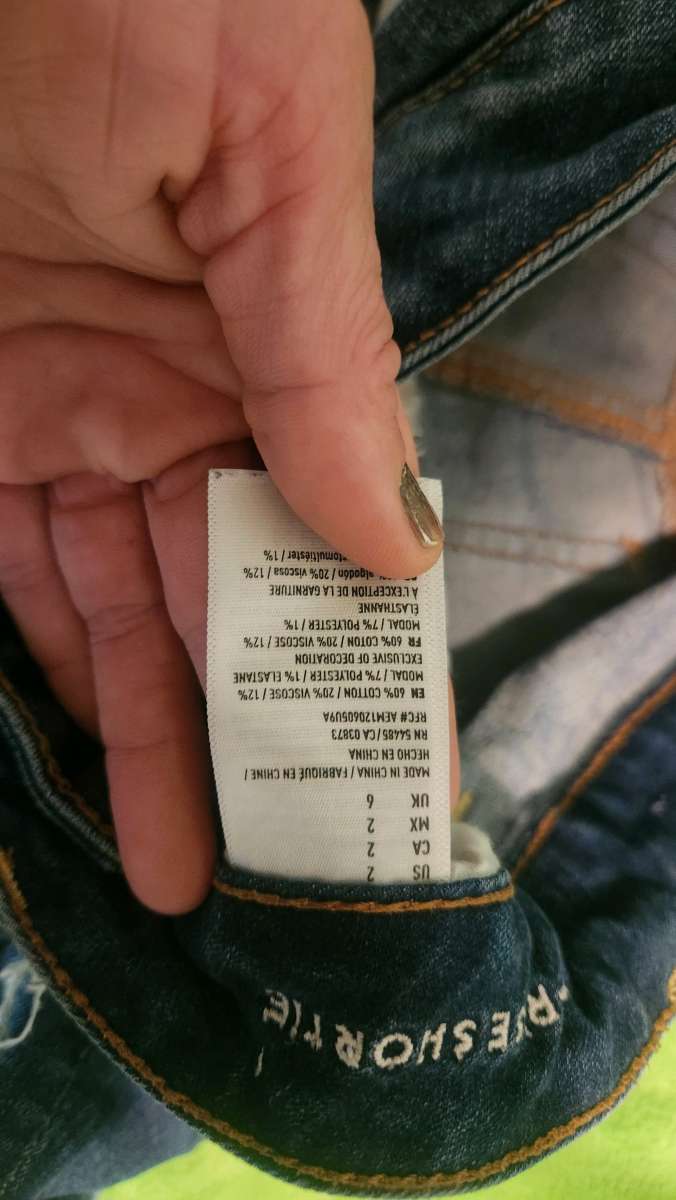 SHORTIE
US 2
CA 2
MX 2
UK 6
MADE IN CHINA / FABRIQUÉ EN CHINE /
HECHO EN CHINA
RN 54485 / CA 03873
RFC# AEM120605U9A
EN 60% COTTON / 20% VISCOSE / 12%
MODAL / 7% POLYESTER / 1% ELASTANE
EXCLUSIVE OF DECORATION
FR 60% COTON / 20% VISCOSE / 12%
MODAL / 7% POLYESTER / 1%
ÉLASTHANNE
À L'EXCEPTION DE LA GARNITURE
algodón / 20% viscosa / 12%
/ 1%